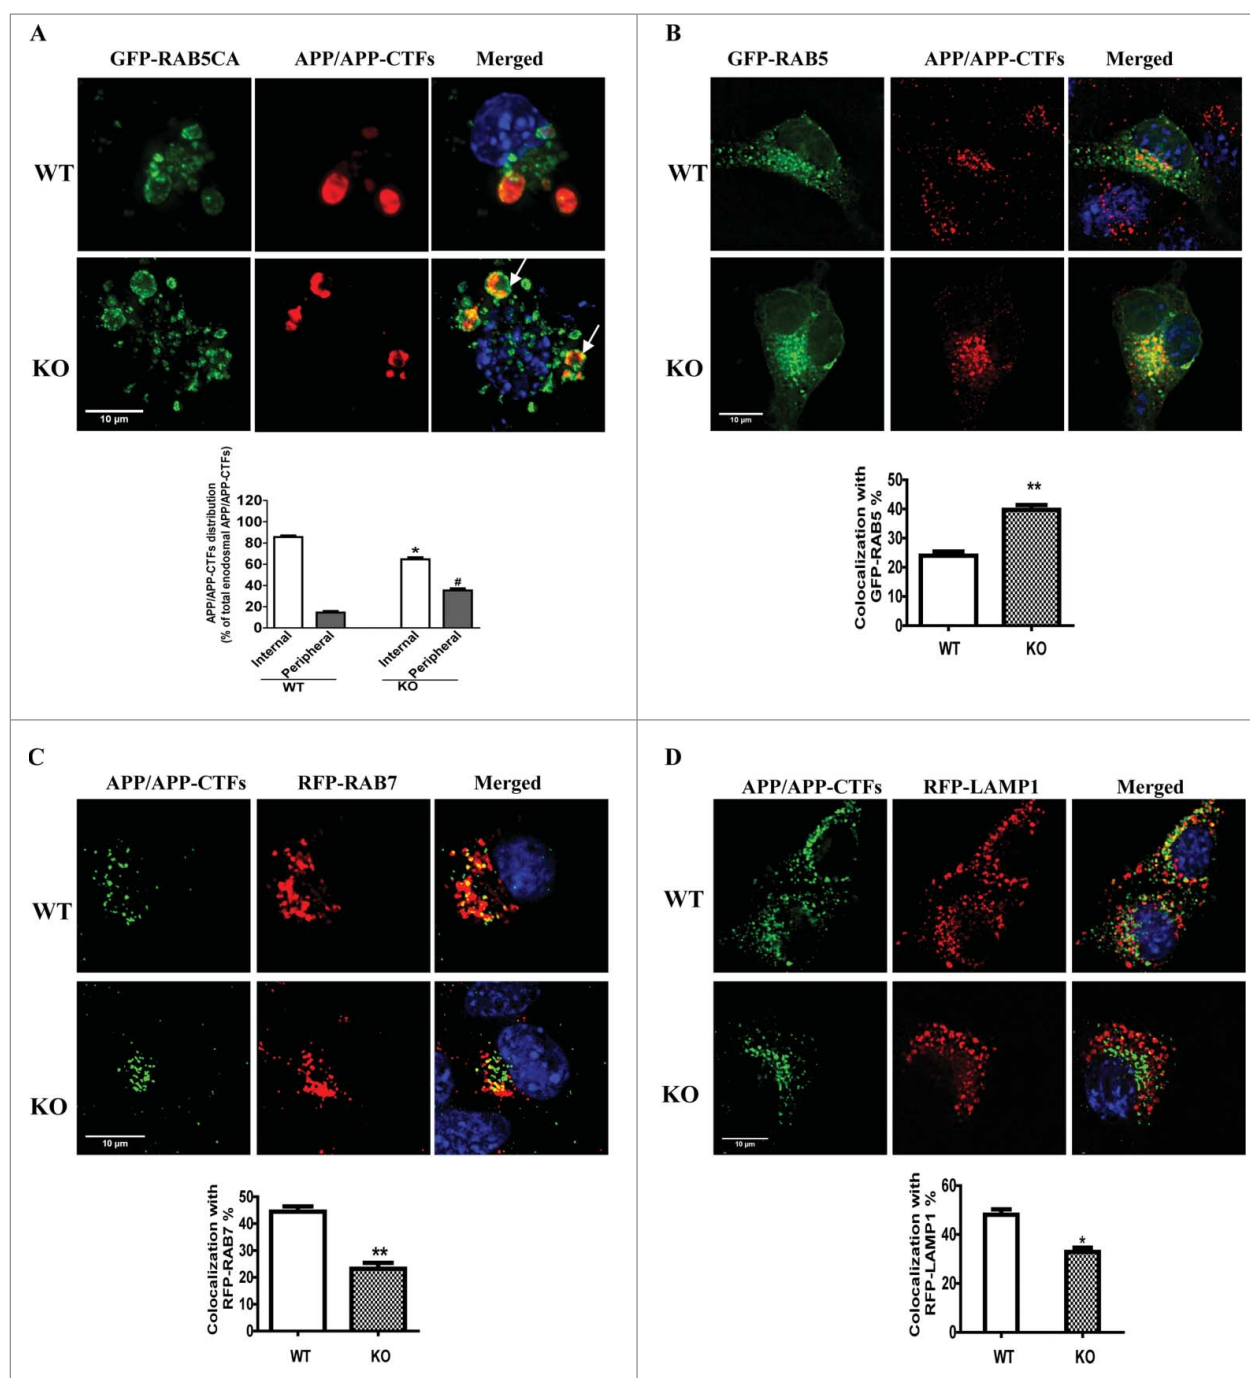 A
GFP-RAB5CA APP/APP-CTFs Merged
WT
KO
10 µm
APP/APP-CTFs distribution
(% of total enodosmal APP/APP-CTFs)
120
100
80
60
40
20
0
*
#
Internal Peripheral Internal Peripheral
WT KO
B
GFP-RAB5 APP/APP-CTFs Merged
WT
KO
10 µm
Colocalization with
GFP-RAB5 %
50
40
30
20
10
0
**
WT KO
C
APP/APP-CTFs RFP-RAB7 Merged
WT
KO
10 µm
Colocalization with
RFP-RAB7 %
50
40
30
20
10
0
**
WT KO
D
APP/APP-CTFs RFP-LAMP1 Merged
WT
KO
10 µm
Colocalization with
RFP-LAMP1 %
60
40
20
0
*
WT KO